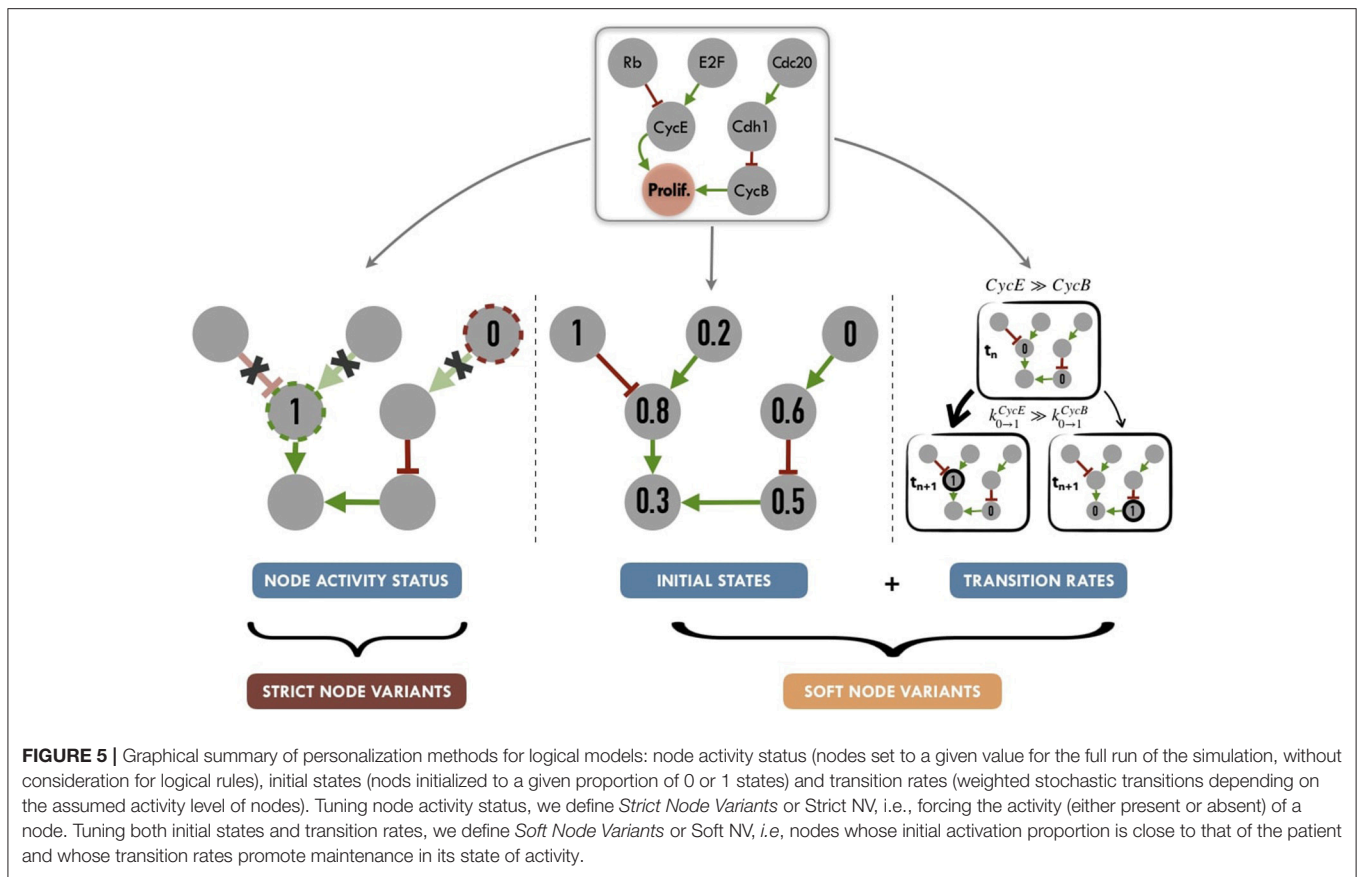 Rb E2F Cdc20
CycE Cdh1
Prolif. CycB
CycE ≫ CycB
1 0.2 0
0
tn 0
0
1
0.8 0.6
k0→1^CycE ≫ k0→1^CycB
tn+1 1
0
tn+1
0 1
0.3 0.5
NODE ACTIVITY STATUS INITIAL STATES + TRANSITION RATES
STRICT NODE VARIANTS SOFT NODE VARIANTS
FIGURE 5 | Graphical summary of personalization methods for logical models: node activity status (nodes set to a given value for the full run of the simulation, without
consideration for logical rules), initial states (nods initialized to a given proportion of 0 or 1 states) and transition rates (weighted stochastic transitions depending on
the assumed activity level of nodes). Tuning node activity status, we define Strict Node Variants or Strict NV, i.e., forcing the activity (either present or absent) of a
node. Tuning both initial states and transition rates, we define Soft Node Variants or Soft NV, i.e, nodes whose initial activation proportion is close to that of the patient
and whose transition rates promote maintenance in its state of activity.